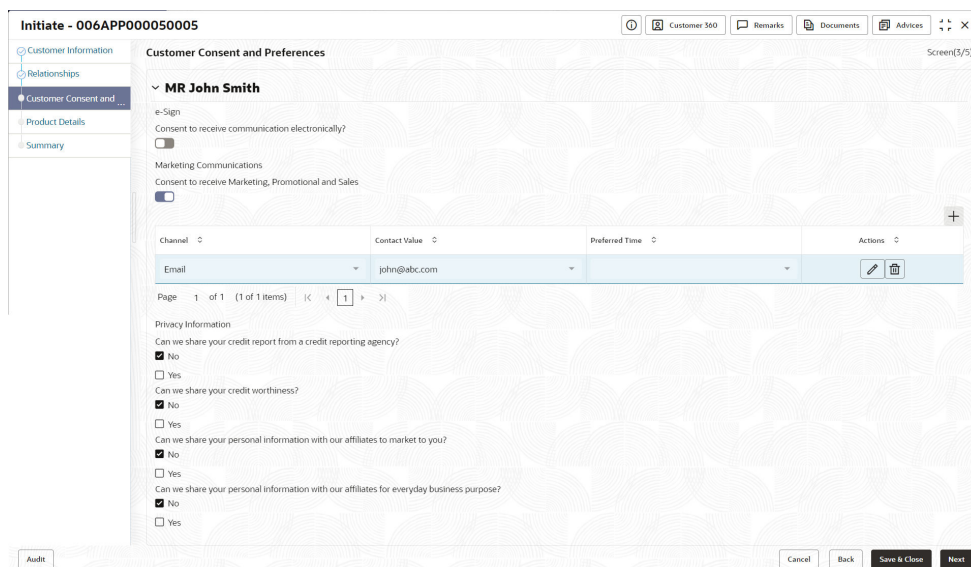 Initiate - 006APP000050005
Customer 360
Remarks
Documents
Advices
Customer Information
Relationships
Customer Consent and ...
Product Details
Summary
Customer Consent and Preferences
Screen(3/5)
MR John Smith
e-Sign
Consent to receive communication electronically?
Marketing Communications
Consent to receive Marketing, Promotional and Sales
Channel Contact Value Preferred Time Actions
Email john@abc.com
Page 1 of 1 (1 of 1 items) 1
Privacy Information
Can we share your credit report from a credit reporting agency?
No
Yes
Can we share your credit worthiness?
No
Yes
Can we share your personal information with our affiliates to market to you?
No
Yes
Can we share your personal information with our affiliates for everyday business purpose?
No
Yes
Audit
Cancel
Back
Save & Close
Next